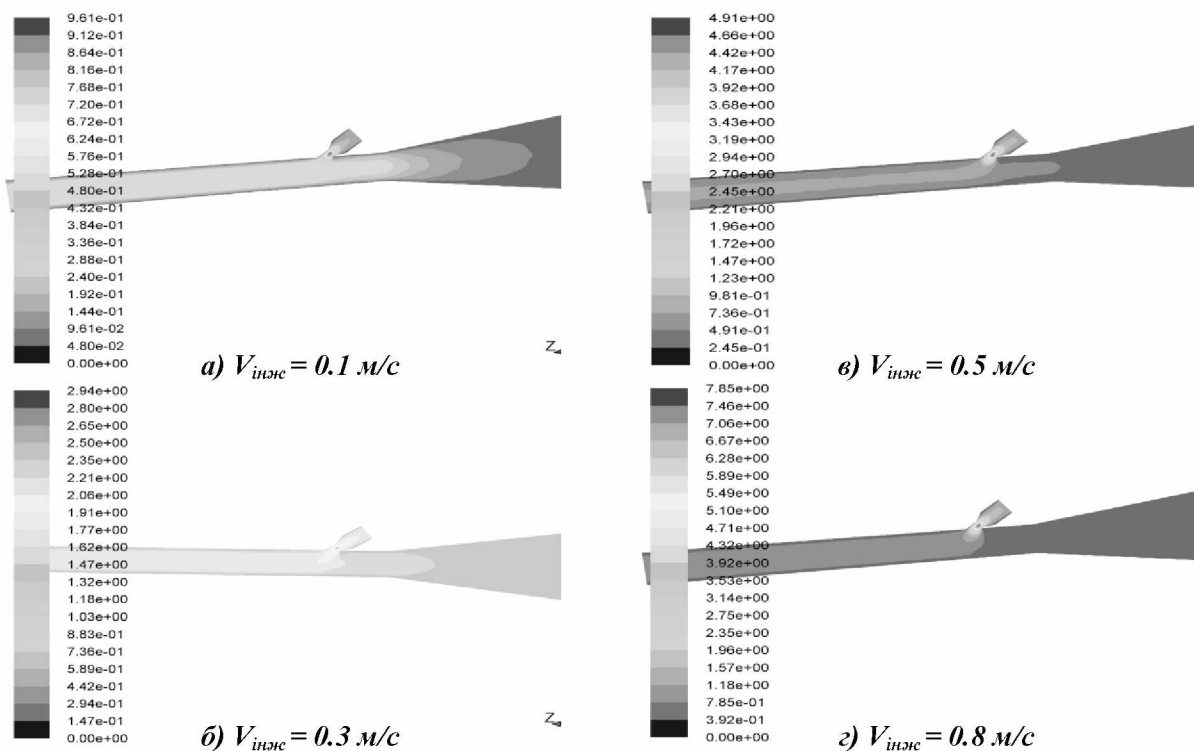 9.61e-01
9.12e-01
8.64e-01
8.16e-01
7.68e-01
7.20e-01
6.72e-01
6.24e-01
5.76e-01
5.28e-01
4.80e-01
4.32e-01
3.84e-01
3.36e-01
2.88e-01
2.40e-01
1.92e-01
1.44e-01
9.61e-02
4.80e-02
0.00e+00
Z
а) Vінж = 0.1 м/с
4.91e+00
4.66e+00
4.42e+00
4.17e+00
3.92e+00
3.68e+00
3.43e+00
3.19e+00
2.94e+00
2.70e+00
2.45e+00
2.21e+00
1.96e+00
1.72e+00
1.47e+00
1.23e+00
9.81e-01
7.36e-01
4.91e-01
2.45e-01
0.00e+00
в) Vінж = 0.5 м/с
2.94e+00
2.80e+00
2.65e+00
2.50e+00
2.35e+00
2.21e+00
2.06e+00
1.91e+00
1.77e+00
1.62e+00
1.47e+00
1.32e+00
1.18e+00
1.03e+00
8.83e-01
7.36e-01
5.89e-01
4.42e-01
2.94e-01
1.47e-01
0.00e+00
Z
б) Vінж = 0.3 м/с
7.85e+00
7.46e+00
7.06e+00
6.67e+00
6.28e+00
5.89e+00
5.49e+00
5.10e+00
4.71e+00
4.32e+00
3.92e+00
3.53e+00
3.14e+00
2.75e+00
2.35e+00
1.96e+00
1.57e+00
1.18e+00
7.85e-01
3.92e-01
0.00e+00
г) Vінж = 0.8 м/с